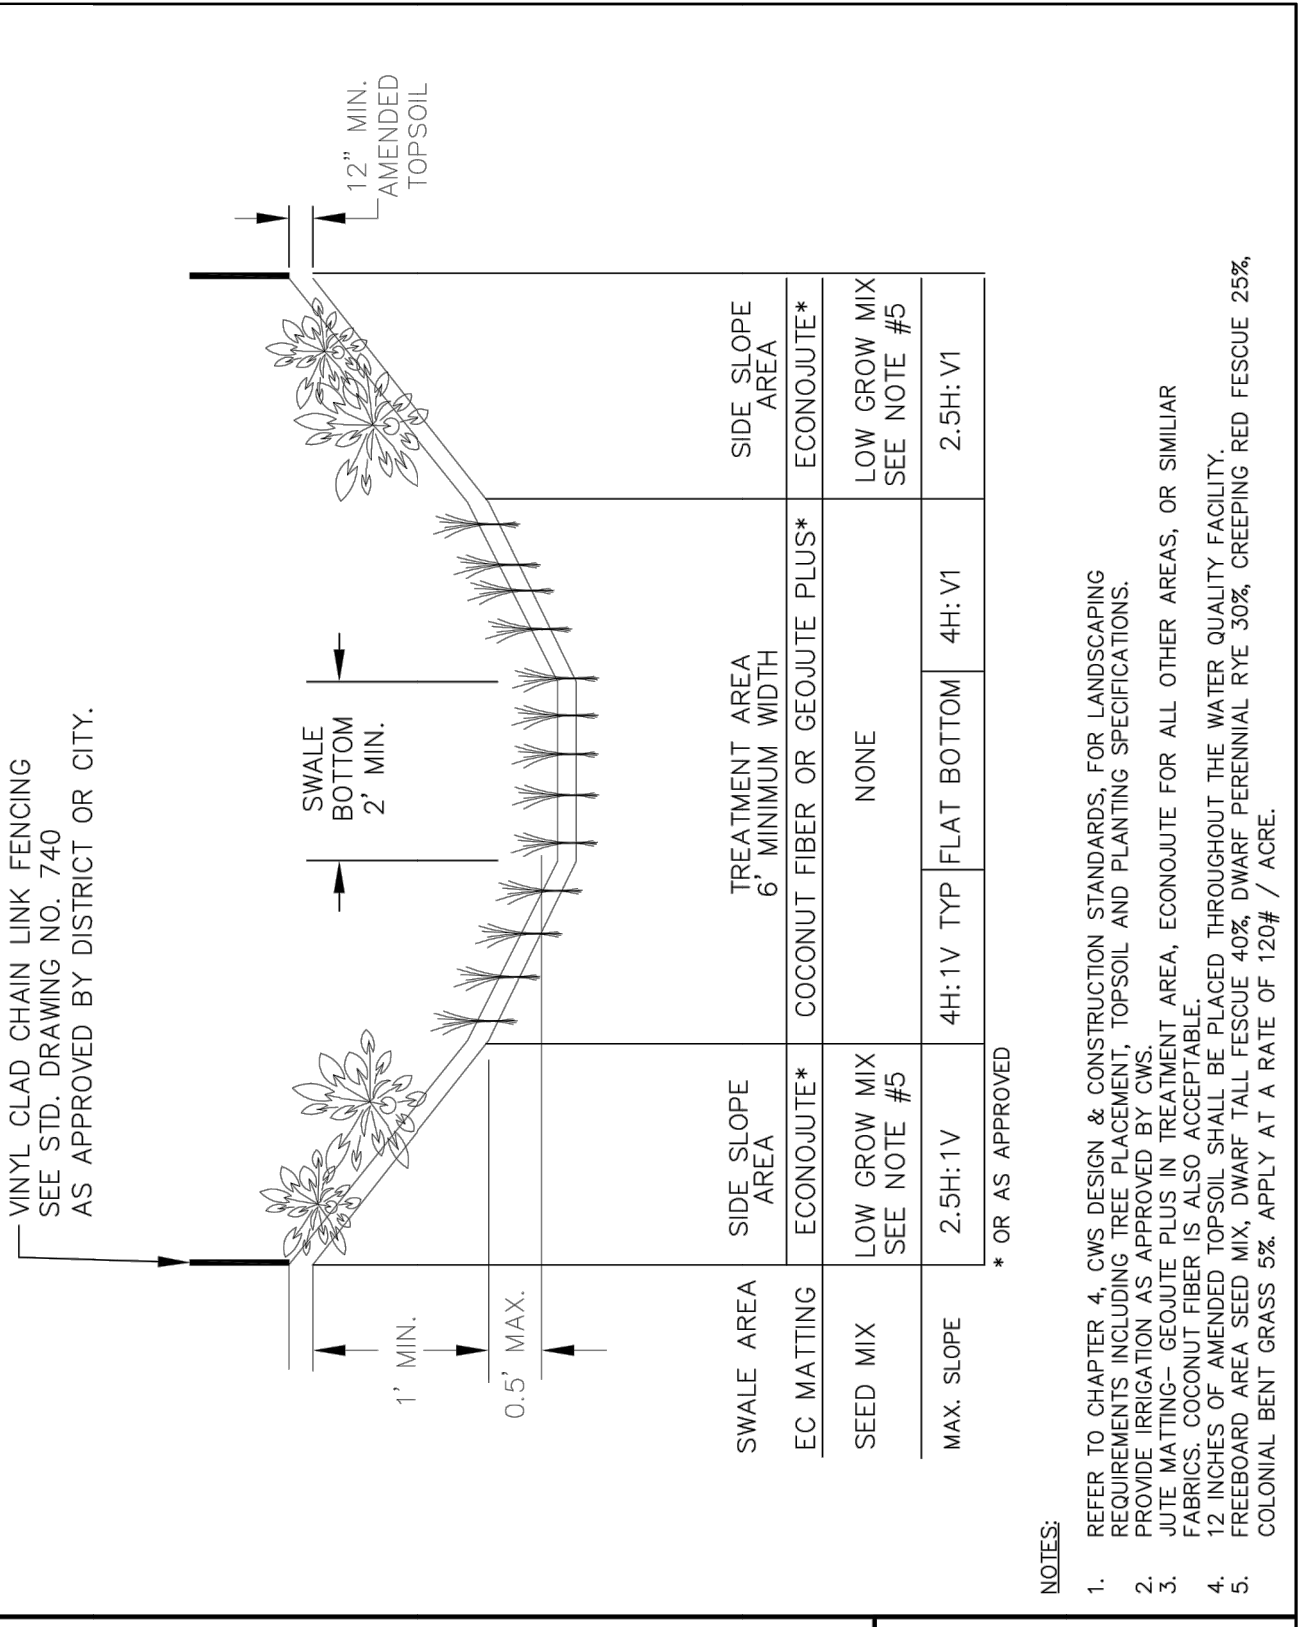 VINYL CLAD CHAIN LINK FENCING
SEE STD. DRAWING NO. 740
AS APPROVED BY DISTRICT OR CITY.
12" MIN.
AMENDED
TOPSOIL
SWALE
BOTTOM
2' MIN.
1' MIN.
0.5' MAX.
SWALE AREA
SIDE SLOPE
AREA
TREATMENT AREA
6' MINIMUM WIDTH
SIDE SLOPE
AREA
EC MATTING
ECONOJUTE*
COCONUT FIBER OR GEOJUTE PLUS*
ECONOJUTE*
SEED MIX
LOW GROW MIX
SEE NOTE #5
NONE
LOW GROW MIX
SEE NOTE #5
MAX. SLOPE
2.5H:1V
4H:1V TYP
FLAT BOTTOM
4H:V1
2.5H:V1
* OR AS APPROVED
NOTES:
1. REFER TO CHAPTER 4, CWS DESIGN & CONSTRUCTION STANDARDS, FOR LANDSCAPING
REQUIREMENTS INCLUDING TREE PLACEMENT, TOPSOIL AND PLANTING SPECIFICATIONS.
2. PROVIDE IRRIGATION AS APPROVED BY CWS.
3. JUTE MATTING- GEOJUTE PLUS IN TREATMENT AREA, ECONOJUTE FOR ALL OTHER AREAS, OR SIMILIAR
FABRICS. COCONUT FIBER IS ALSO ACCEPTABLE.
4. 12 INCHES OF AMENDED TOPSOIL SHALL BE PLACED THROUGHOUT THE WATER QUALITY FACILITY.
5. FREEBOARD AREA SEED MIX, DWARF TALL FESCUE 40%, DWARF PERENNIAL RYE 30%, CREEPING RED FESCUE 25%,
COLONIAL BENT GRASS 5%. APPLY AT A RATE OF 120# / ACRE.